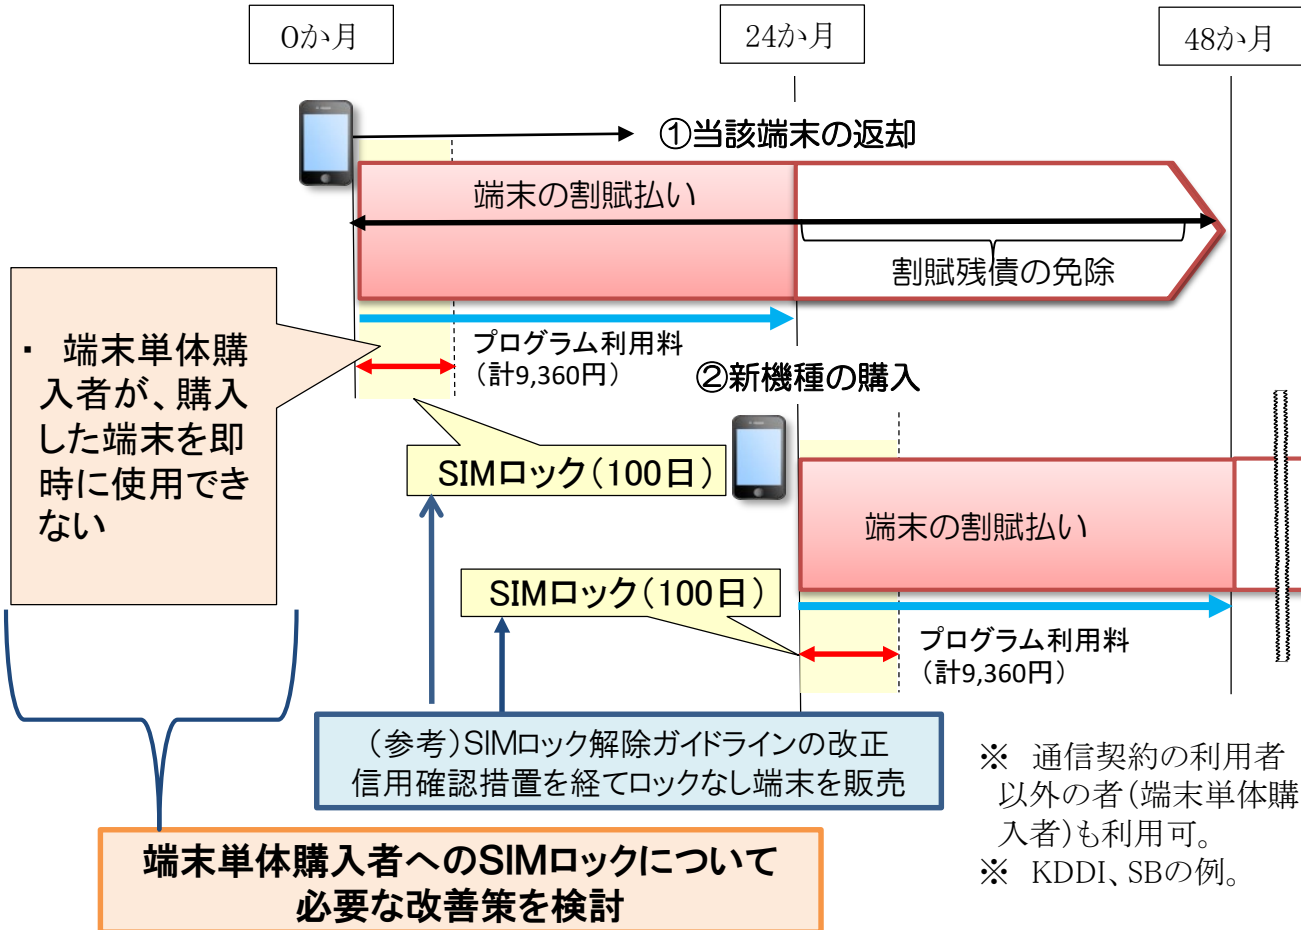 0か月
24か月
48か月
①当該端末の返却
端末の割賦払い
割賦残債の免除
・ 端末単体購
入者が、購入
した端末を即
時に使用でき
ない
プログラム利用料
（計9,360円）
②新機種の購入
SIMロック（100日）
端末の割賦払い
SIMロック（100日）
プログラム利用料
（計9,360円）
（参考）SIMロック解除ガイドラインの改正
信用確認措置を経てロックなし端末を販売
※ 通信契約の利用者
以外の者（端末単体購
入者）も利用可。
※ KDDI、SBの例。
端末単体購入者へのSIMロックについて
必要な改善策を検討